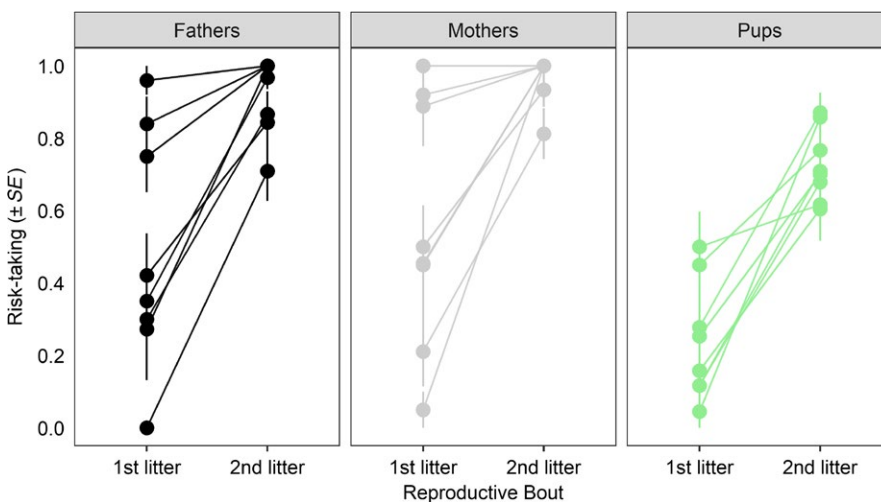 Fathers Mothers Pups
Risk-taking (± SE)
1.0
0.8
0.6
0.4
0.2
0.0
1st litter 2nd litter 1st litter 2nd litter 1st litter 2nd litter
Reproductive Bout